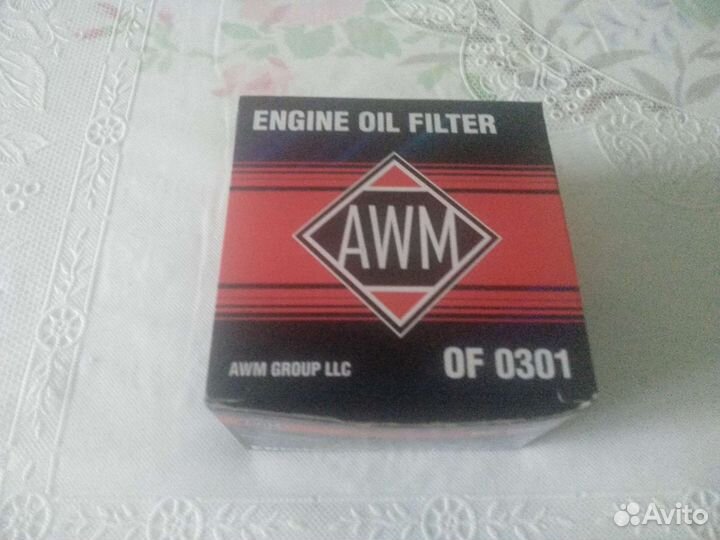 ENGINE OIL FILTER
AWM
AWM GROUP LLC
OF 0301
Avito